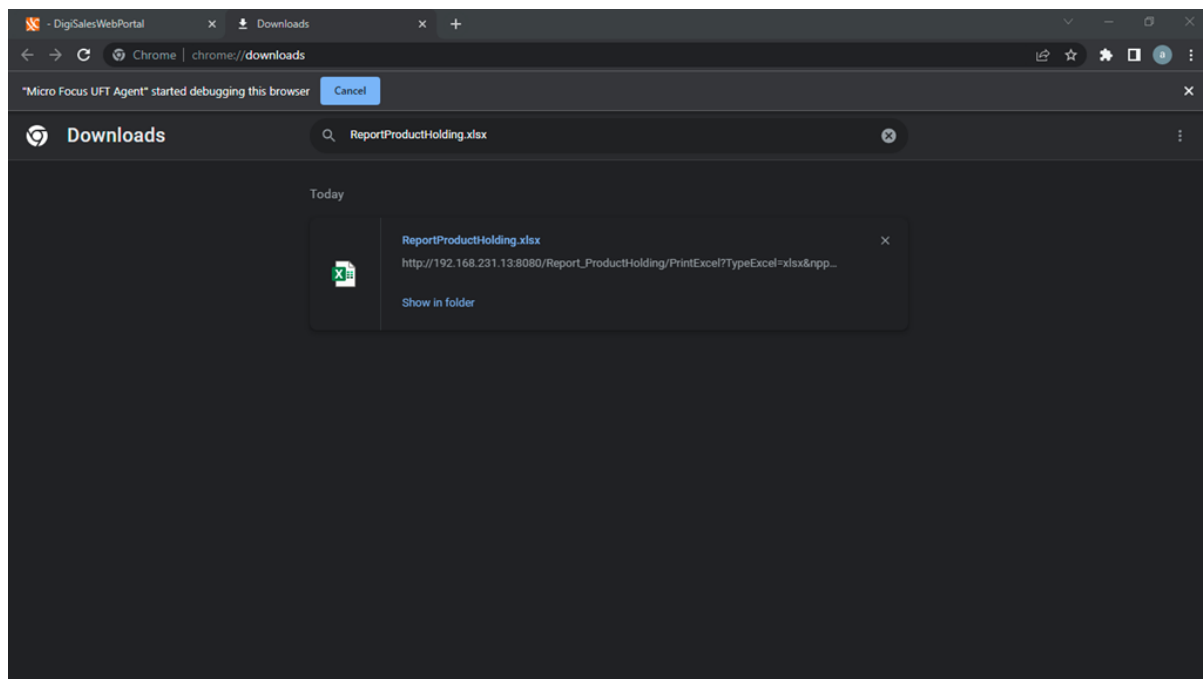 - DigiSalesWebPortal
Downloads
Chrome | chrome://downloads
a
"Micro Focus UFT Agent" started debugging this browser
Cancel
Downloads
ReportProductHolding.xlsx
Today
ReportProductHolding.xlsx
http://192.168.231.13:8080/Report_ProductHolding/PrintExcel?TypeExcel=xlsx&npp...
Show in folder